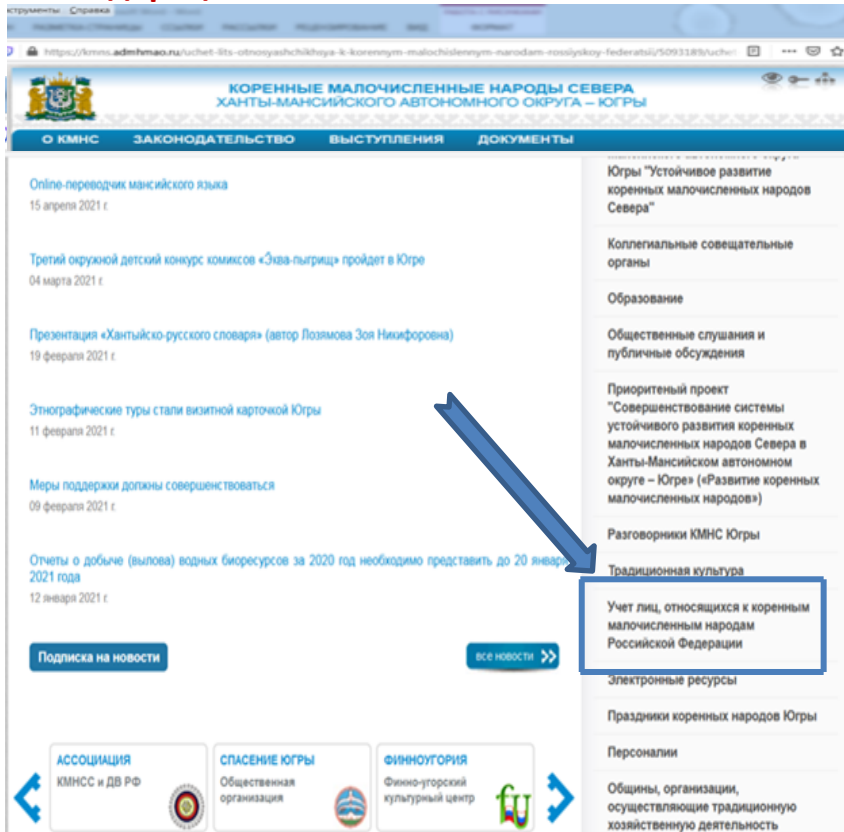 Справка
https://kmns.admhmao.ru/uchet-lits-otnosyashchikhsya-k-korennym-malochislennym-narodam-rossiyskoy-federatsii/5093189/uchet
КОРЕННЫЕ МАЛОЧИСЛЕННЫЕ НАРОДЫ СЕВЕРА
ХАНТЫ-МАНСИЙСКОГО АВТОНОМНОГО ОКРУГА – ЮГРЫ
О КМНС ЗАКОНОДАТЕЛЬСТВО ВЫСТУПЛЕНИЯ ДОКУМЕНТЫ
Online-переводчик мансийского языка
15 апреля 2021 г.
Третий окружной детский конкурс комиксов «Э́ква-пыгрищ» пройдет в Югре
04 марта 2021 г.
Презентация «Хантыйско-русского словаря» (автор Лозямова Зоя Никифоровна)
19 февраля 2021 г.
Этнографические туры стали визитной карточкой Югры
11 февраля 2021 г.
Меры поддержки должны совершенствоваться
09 февраля 2021 г.
Отчеты о добыче (вылова) водных биоресурсов за 2020 год необходимо представить до 20 января
2021 года
12 января 2021 г.
Подписка на новости
все новости
АССОЦИАЦИЯ
КМНСС и ДВ РФ
СПАСЕНИЕ ЮГРЫ
Общественная
организация
ФИННОУГОРИЯ
Финно-угорский
культурный центр
fu
Югры "Устойчивое развитие
коренных малочисленных народов
Севера"
Коллегиальные совещательные
органы
Образование
Общественные слушания и
публичные обсуждения
Приоритеный проект
"Совершенствование системы
устойчивого развития коренных
малочисленных народов Севера в
Ханты-Мансийском автономном
округе – Югре» («Развитие коренных
малочисленных народов»)
Разговорники КМНС Югры
Традиционная культура
Учет лиц, относящихся к коренным
малочисленным народам
Российской Федерации
Электронные ресурсы
Праздники коренных народов Югры
Персоналии
Общины, организации,
осуществляющие традиционную
хозяйственную деятельность